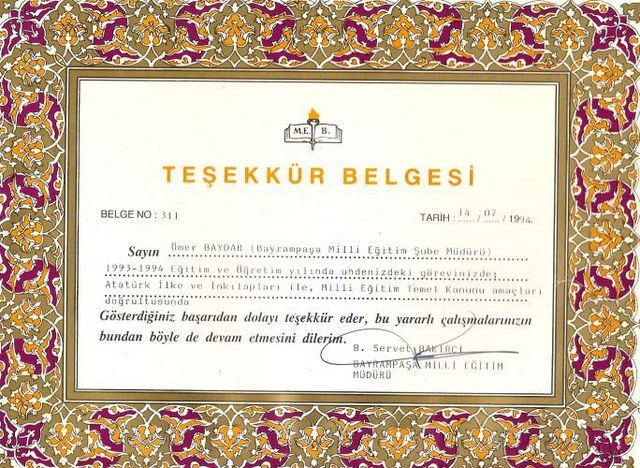 M.E. B.
TEŞEKKÜR BELGESİ
BELGE NO : 311
TARİH : 14 / 07 / 1994
Sayın Ümer BAYDAR (Bayrampaşa Milli Eğitim Şube Müdürü)
1993-1994 Eğitim ve Öğretim yılında uhdenizdeki görevinizde;
Atatürk İlke ve İnkılapları ile, Milli Eğitim Temel Kanunu amaçları
doğrultusunda
Gösterdiğiniz başarıdan dolayı teşekkür eder, bu yararlı çalışmalarınızın
bundan böyle de devam etmesini dilerim.
B. Servet BAKIRCI
BAYRAMPAŞA MİLLİ EĞİTİM
MÜDÜRÜ